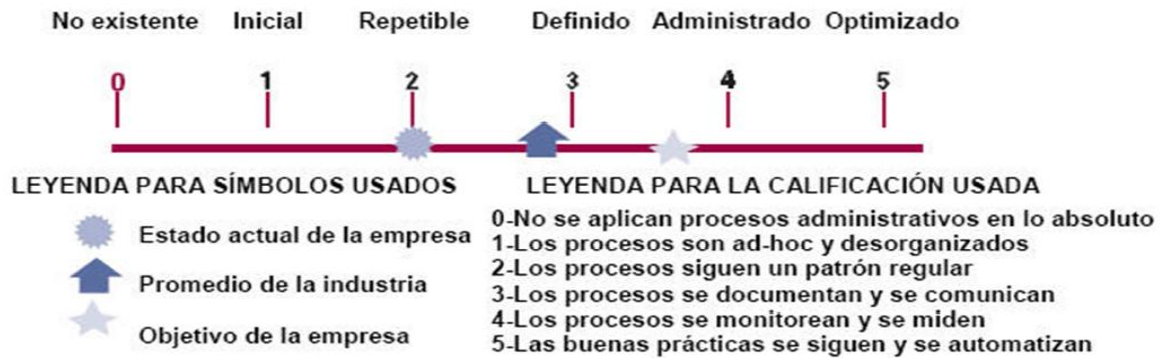 No existente Inicial Repetible Definido Administrado Optimizado
0 1 2 3 4 5
LEYENDA PARA SÍMBOLOS USADOS
Estado actual de la empresa
Promedio de la industria
Objetivo de la empresa
LEYENDA PARA LA CALIFICACIÓN USADA
0-No se aplican procesos administrativos en lo absoluto
1-Los procesos son ad-hoc y desorganizados
2-Los procesos siguen un patrón regular
3-Los procesos se documentan y se comunican
4-Los procesos se monitorean y se miden
5-Las buenas prácticas se siguen y se automatizan